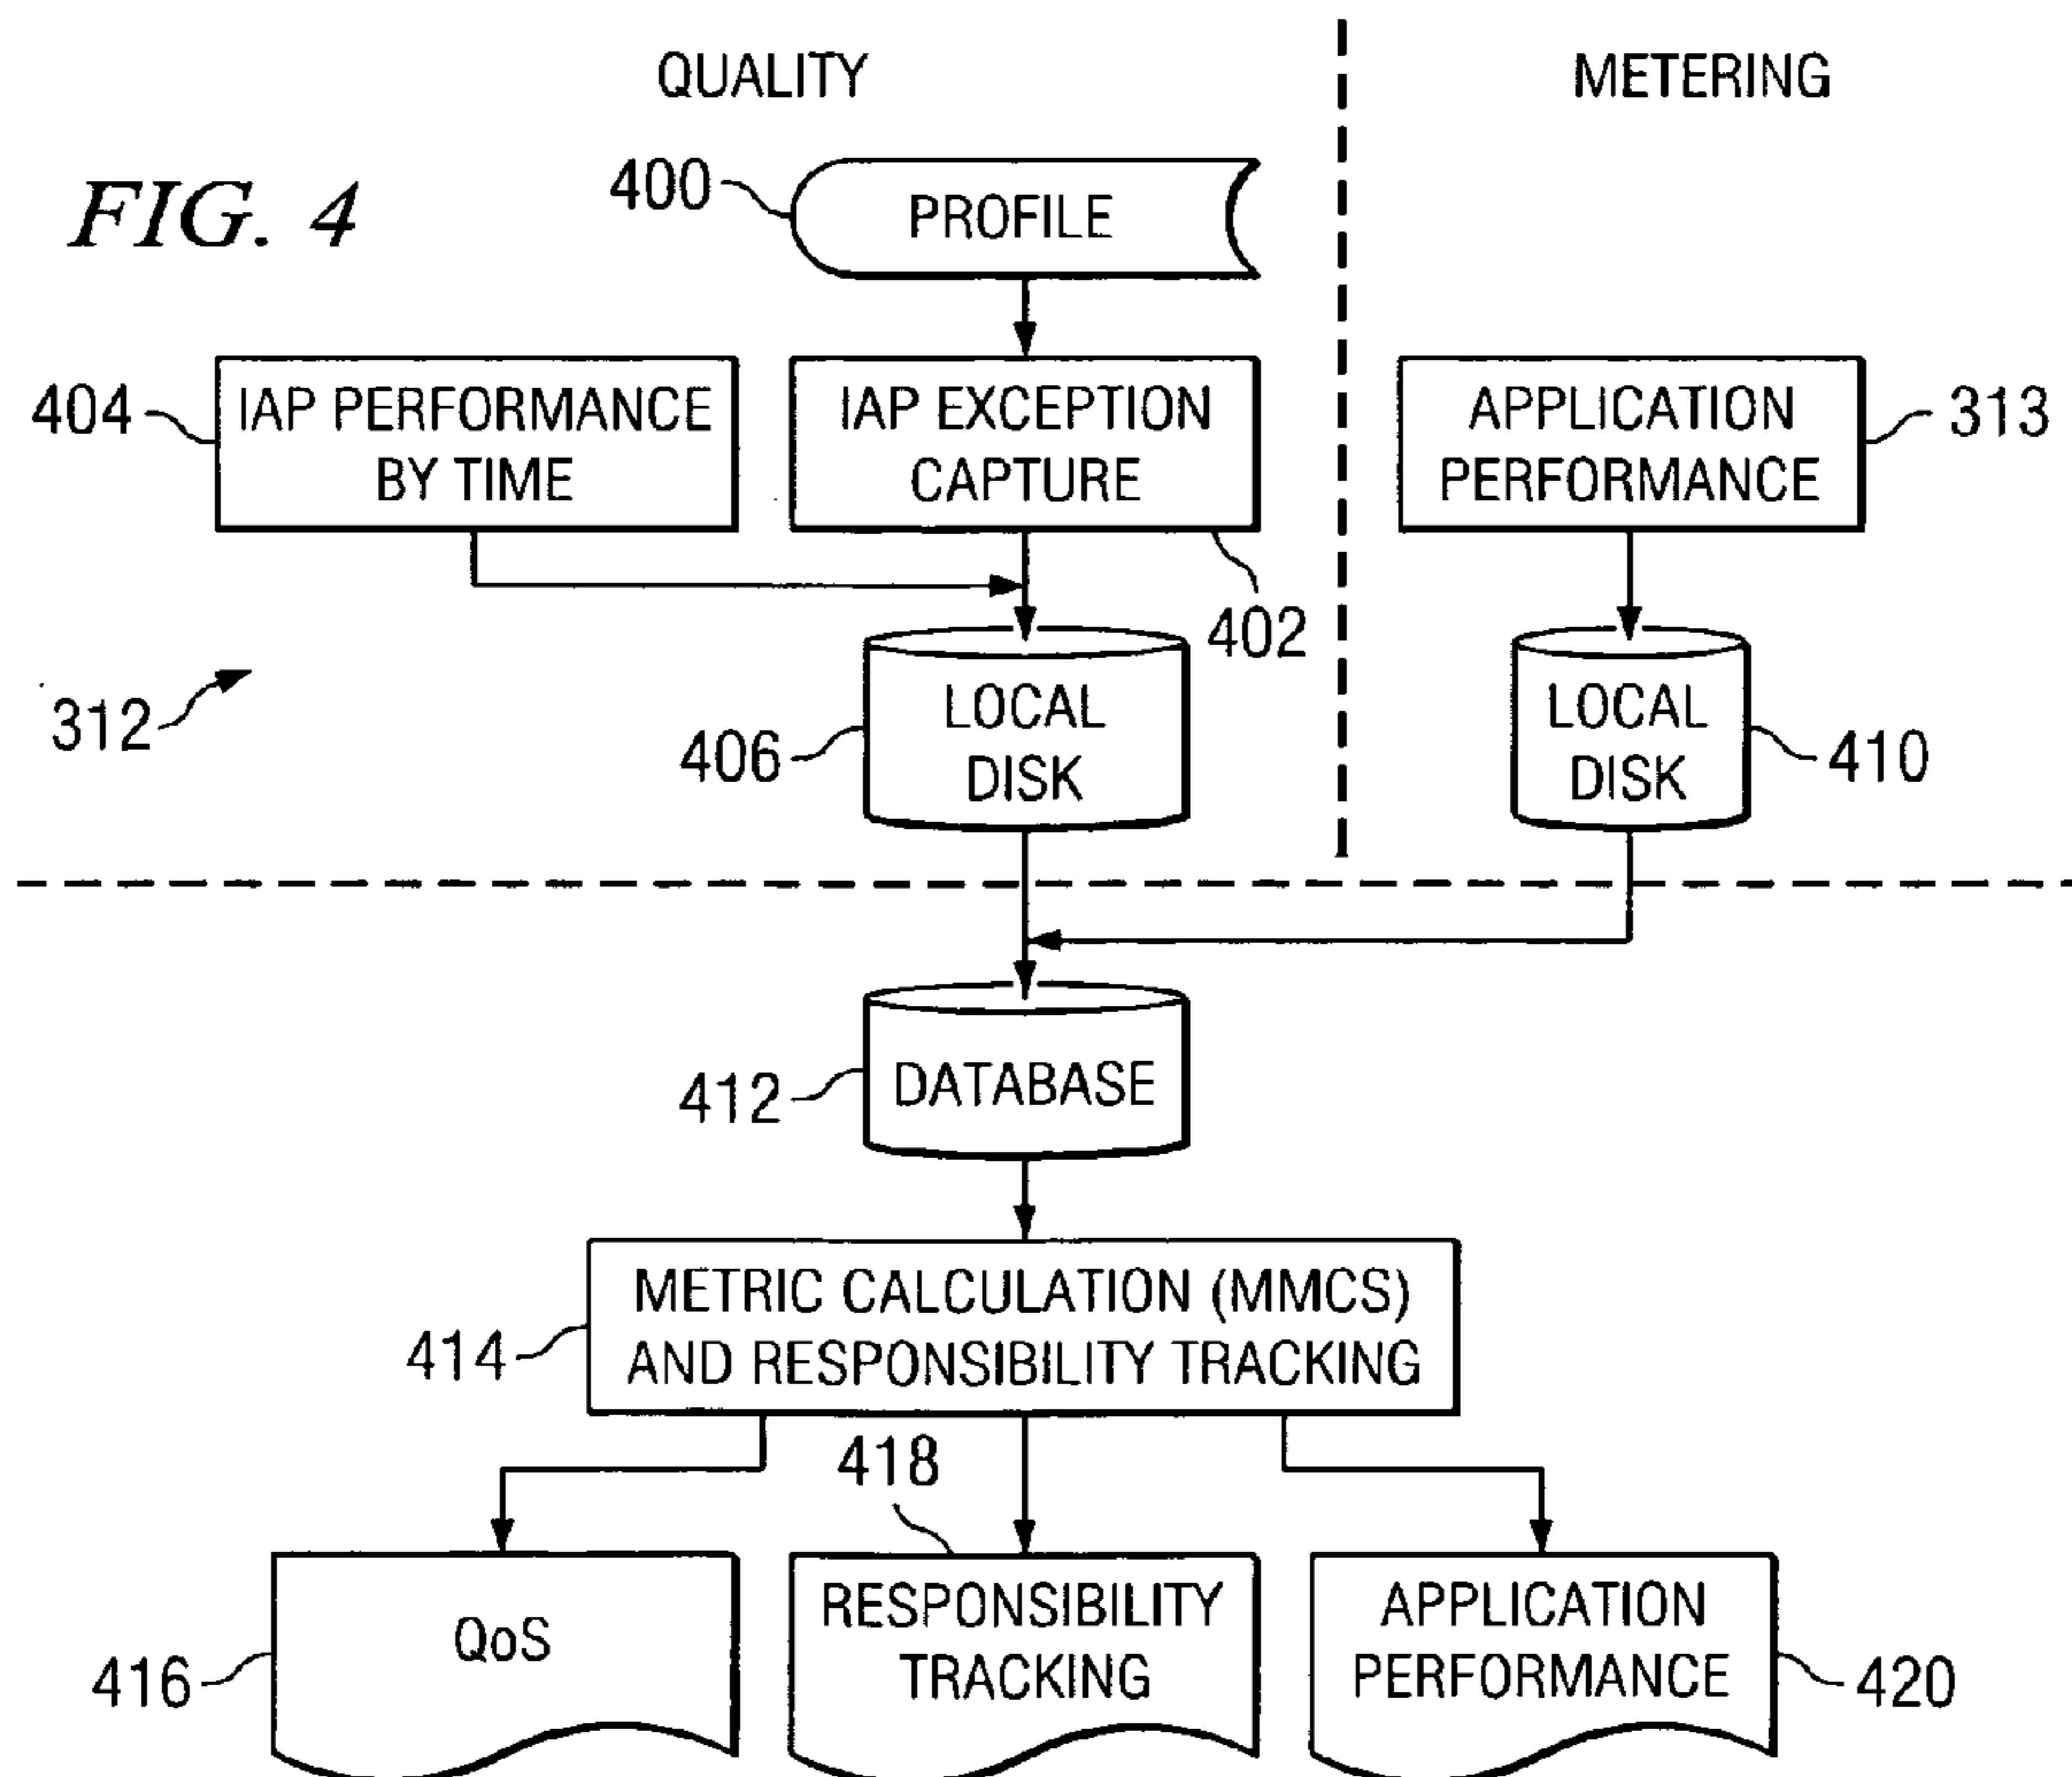 QUALITY
METERING
FIG. 4
400
PROFILE
404
IAP PERFORMANCE
BY TIME
IAP EXCEPTION
CAPTURE
402
APPLICATION
PERFORMANCE
313
312
406
LOCAL
DISK
LOCAL
DISK
410
412
DATABASE
414
METRIC CALCULATION (MMCS)
AND RESPONSIBILITY TRACKING
418
416
QoS
RESPONSIBILITY
TRACKING
APPLICATION
PERFORMANCE
420